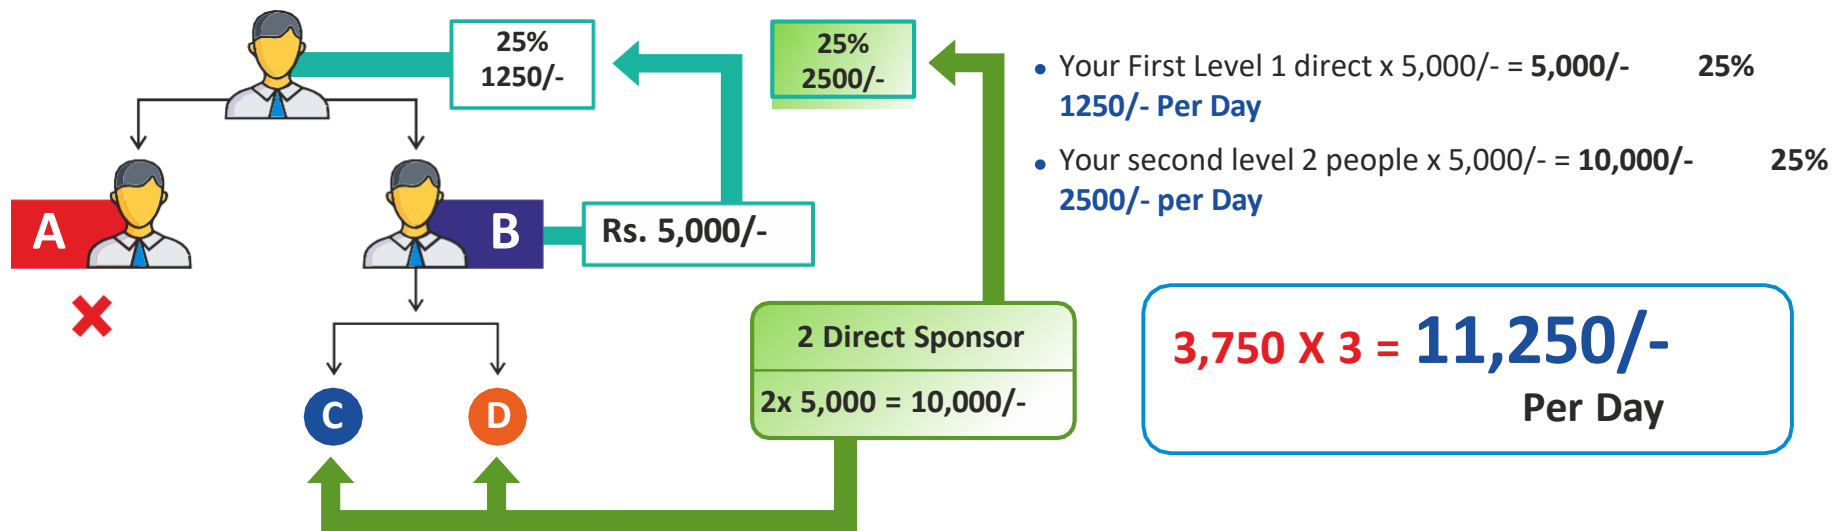 25%
1250/-
25%
2500/-
A
B
Rs. 5,000/-
2 Direct Sponsor
2x 5,000 = 10,000/-
C
D
• Your First Level 1 direct x 5,000/- = 5,000/- 25%
1250/- Per Day
• Your second level 2 people x 5,000/- = 10,000/- 25%
2500/- per Day
3,750 X 3 = 11,250/-
Per Day